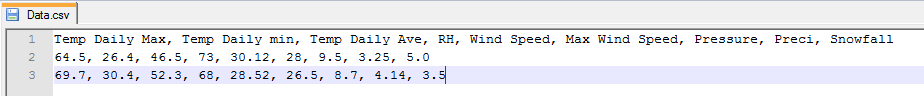 Data.csv
1 Temp Daily Max, Temp Daily min, Temp Daily Ave, RH, Wind Speed, Max Wind Speed, Pressure, Preci, Snowfall
2 64.5, 26.4, 46.5, 73, 30.12, 28, 9.5, 3.25, 5.0
3 69.7, 30.4, 52.3, 68, 28.52, 26.5, 8.7, 4.14, 3.5